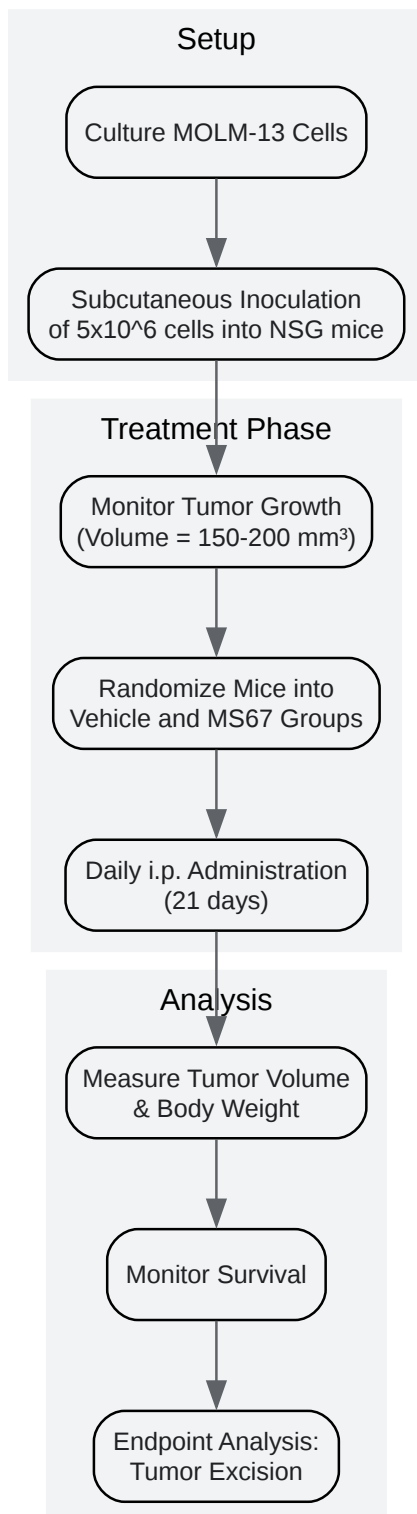 Setup
Culture MOLM-13 Cells
Subcutaneous Inoculation
of 5x10^6 cells into NSG mice
Treatment Phase
Monitor Tumor Growth
(Volume = 150-200 mm³)
Randomize Mice into
Vehicle and MS67 Groups
Daily i.p. Administration
(21 days)
Analysis
Measure Tumor Volume
& Body Weight
Monitor Survival
Endpoint Analysis:
Tumor Excision